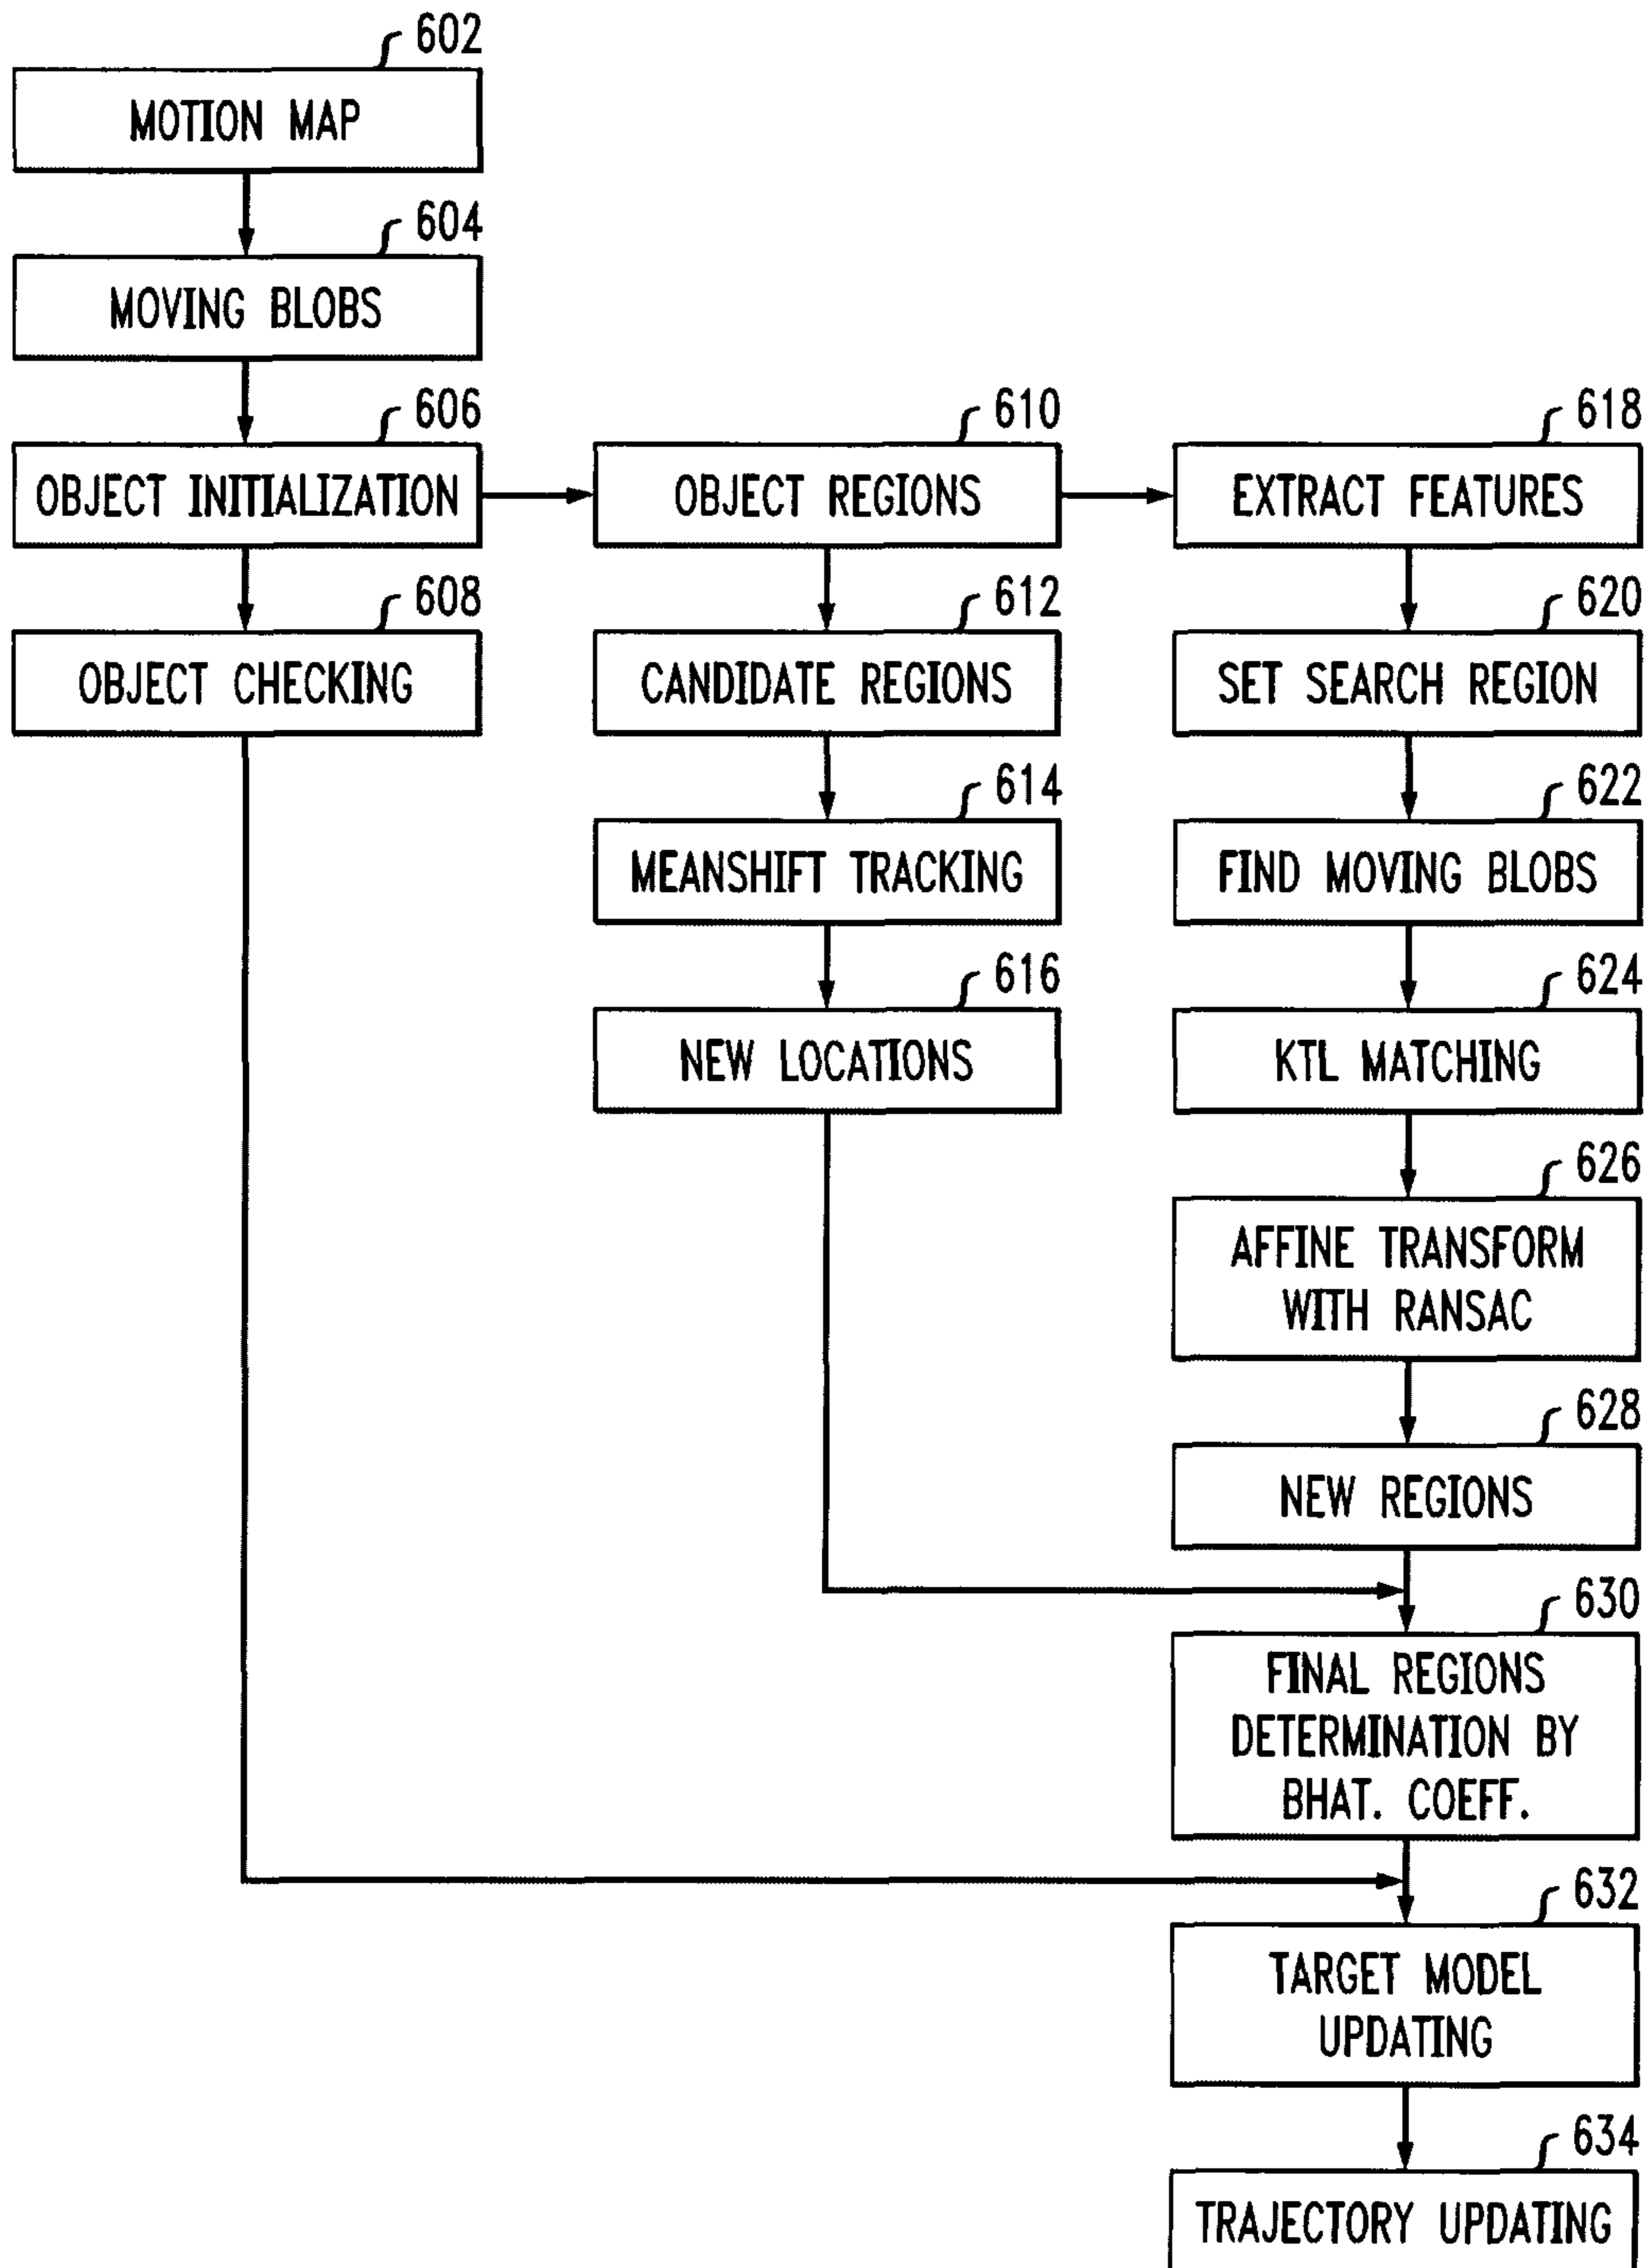 602
MOTION MAP
604
MOVING BLOBS
606
OBJECT INITIALIZATION
608
OBJECT CHECKING
610
OBJECT REGIONS
612
CANDIDATE REGIONS
614
MEANSHIFT TRACKING
616
NEW LOCATIONS
618
EXTRACT FEATURES
620
SET SEARCH REGION
622
FIND MOVING BLOBS
624
KTL MATCHING
626
AFFINE TRANSFORM
WITH RANSAC
628
NEW REGIONS
630
FINAL REGIONS
DETERMINATION BY
BHAT. COEFF.
632
TARGET MODEL
UPDATING
634
TRAJECTORY UPDATING